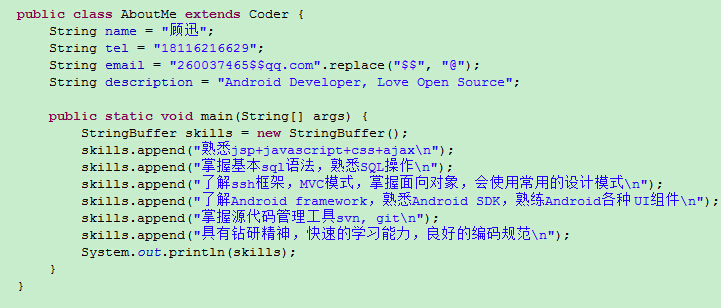 public class AboutMe extends Coder {
    String name = "顾迅";
    String tel = "18116216629";
    String email = "260037465$$qq.com".replace("$$", "@");
    String description = "Android Developer, Love Open Source";

    public static void main(String[] args) {
        StringBuffer skills = new StringBuffer();
        skills.append("熟悉jsp+javascript+css+ajax\n");
        skills.append("掌握基本sql语法，熟悉SQL操作\n");
        skills.append("了解ssh框架，MVC模式，掌握面向对象，会使用常用的设计模式\n");
        skills.append("了解Android framework，熟悉Android SDK，熟练Android各种UI组件\n");
        skills.append("掌握源代码管理工具svn, git\n");
        skills.append("具有钻研精神，快速的学习能力，良好的编码规范\n");
        System.out.println(skills);
    }
}